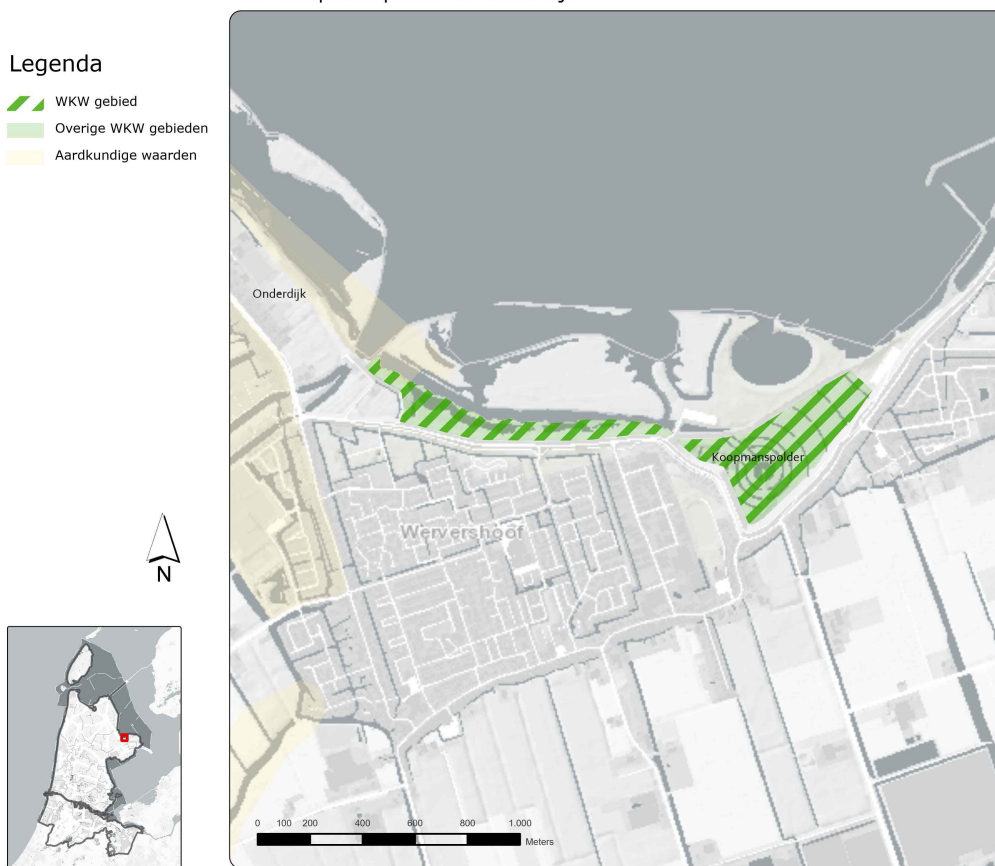 Legenda
WKW gebied
Overige WKW gebieden
Aardkundige waarden
Onderdijk
Koopmanspolder
Wervershoof
N
0 100 200 400 600 800 1.000
Meters